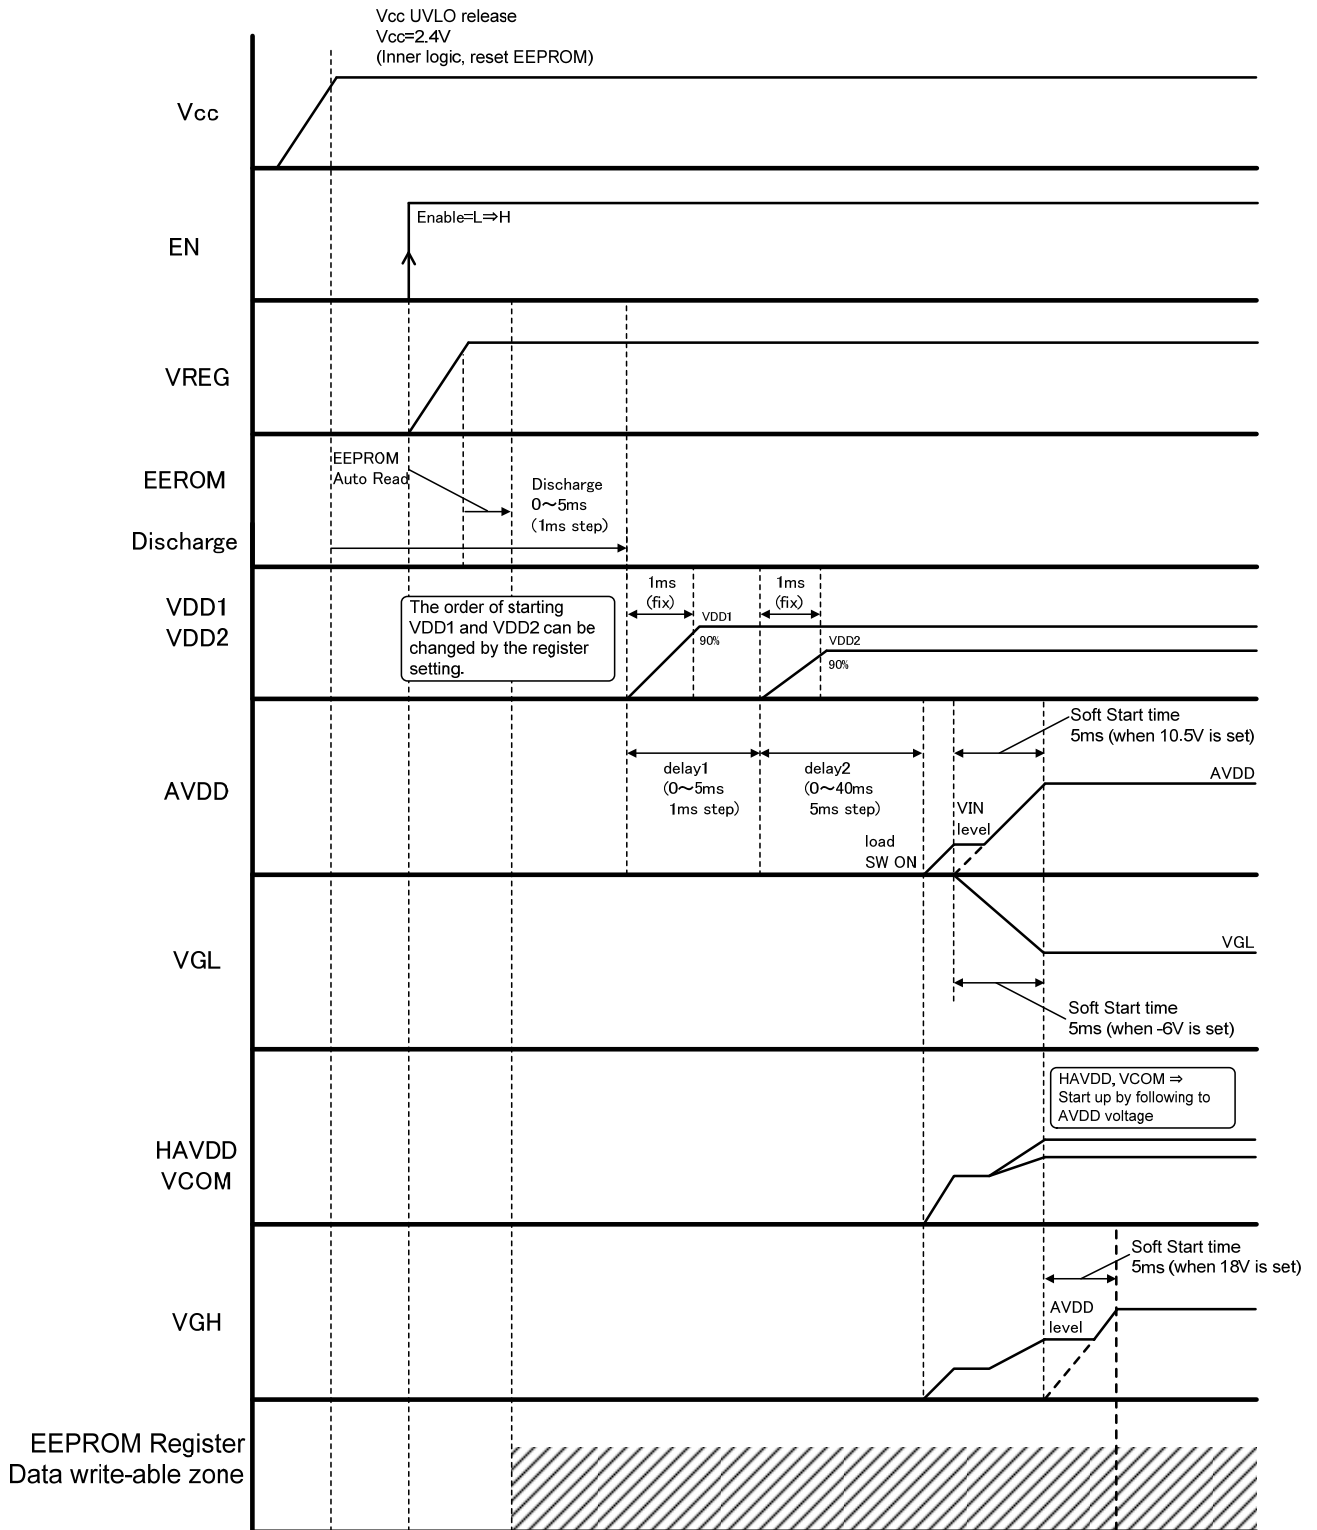 Vcc UVLO release
Vcc=2.4V
(Inner logic, reset EEPROM)
Vcc
Enable=L⇒H
EN
VREG
EEPROM
Auto Read
EEROM
Discharge
0～5ms
(1ms step)
Discharge
1ms
(fix)
1ms
(fix)
VDD1
VDD2
The order of starting
VDD1 and VDD2 can be
changed by the register
setting.
VDD1
90%
VDD2
90%
Soft Start time
5ms (when 10.5V is set)
delay1
(0～5ms
1ms step)
delay2
(0～40ms
5ms step)
AVDD
AVDD
VIN
level
load
SW ON
VGL
VGL
Soft Start time
5ms (when -6V is set)
HAVDD, VCOM ⇒
Start up by following to
AVDD voltage
HAVDD
VCOM
Soft Start time
5ms (when 18V is set)
AVDD
level
VGH
EEPROM Register
Data write-able zone